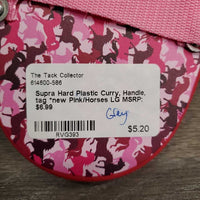 The Tack Collector
614600-586
Supra Hard Plastic Curry, Handle,
tag *new Pink/Horses LG MSRP:
$6.99
Gray
RVG393
$5.20